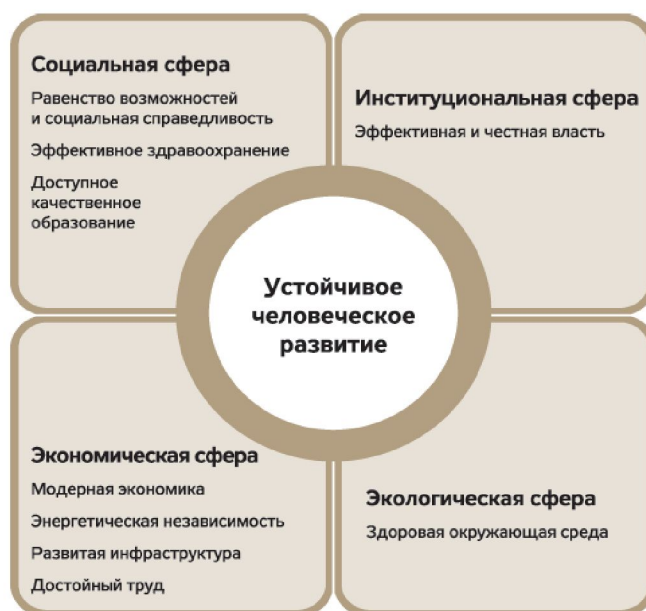 Социальная сфера
Равенство возможностей
и социальная справедливость
Эффективное здравоохранение
Доступное
качественное
образование
Институциональная сфера
Эффективная и честная власть
Устойчивое
человеческое
развитие
Экономическая сфера
Модерная экономика
Энергетическая независимость
Развитая инфраструктура
Достойный труд
Экологическая сфера
Здоровая окружающая среда